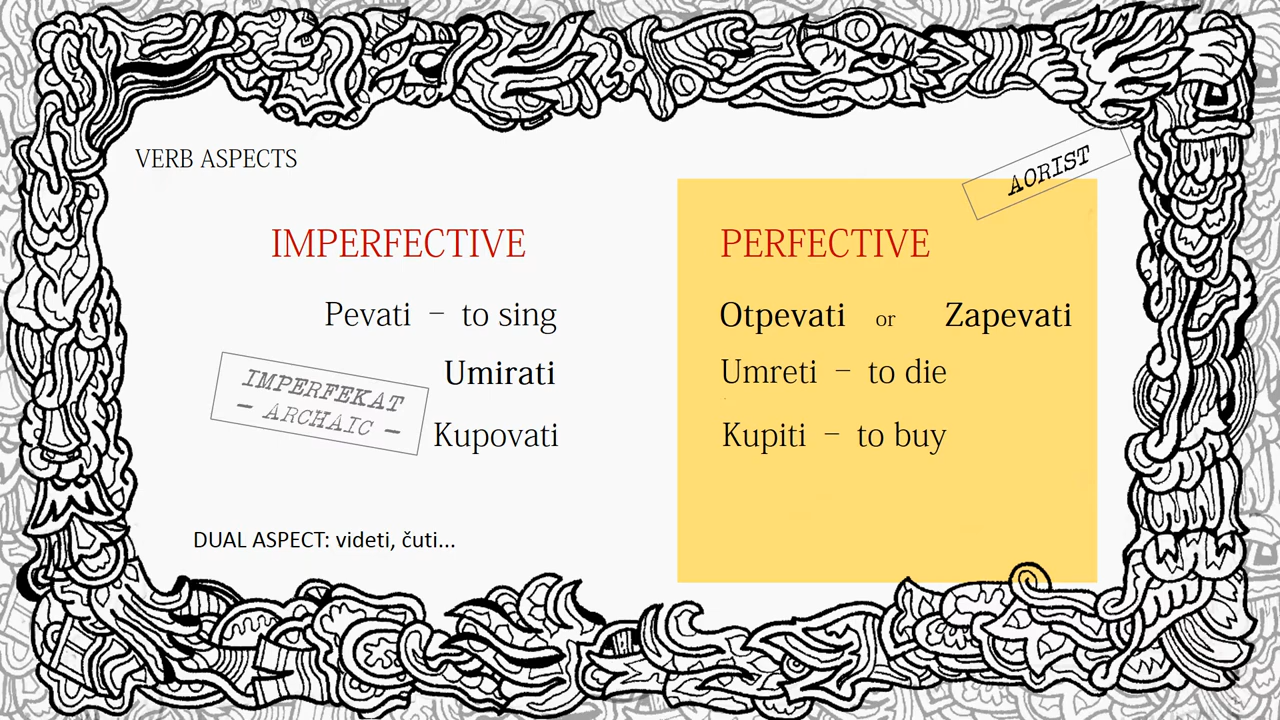 VERB ASPECTS
AORIST
IMPERFECTIVE
PERFECTIVE
Pevati – to sing
Otpevati or Zapevati
Umirati
Umreti – to die
IMPERFEKAT
– ARCHAIC –
Kupovati
Kupiti – to buy
DUAL ASPECT: videti, čuti...